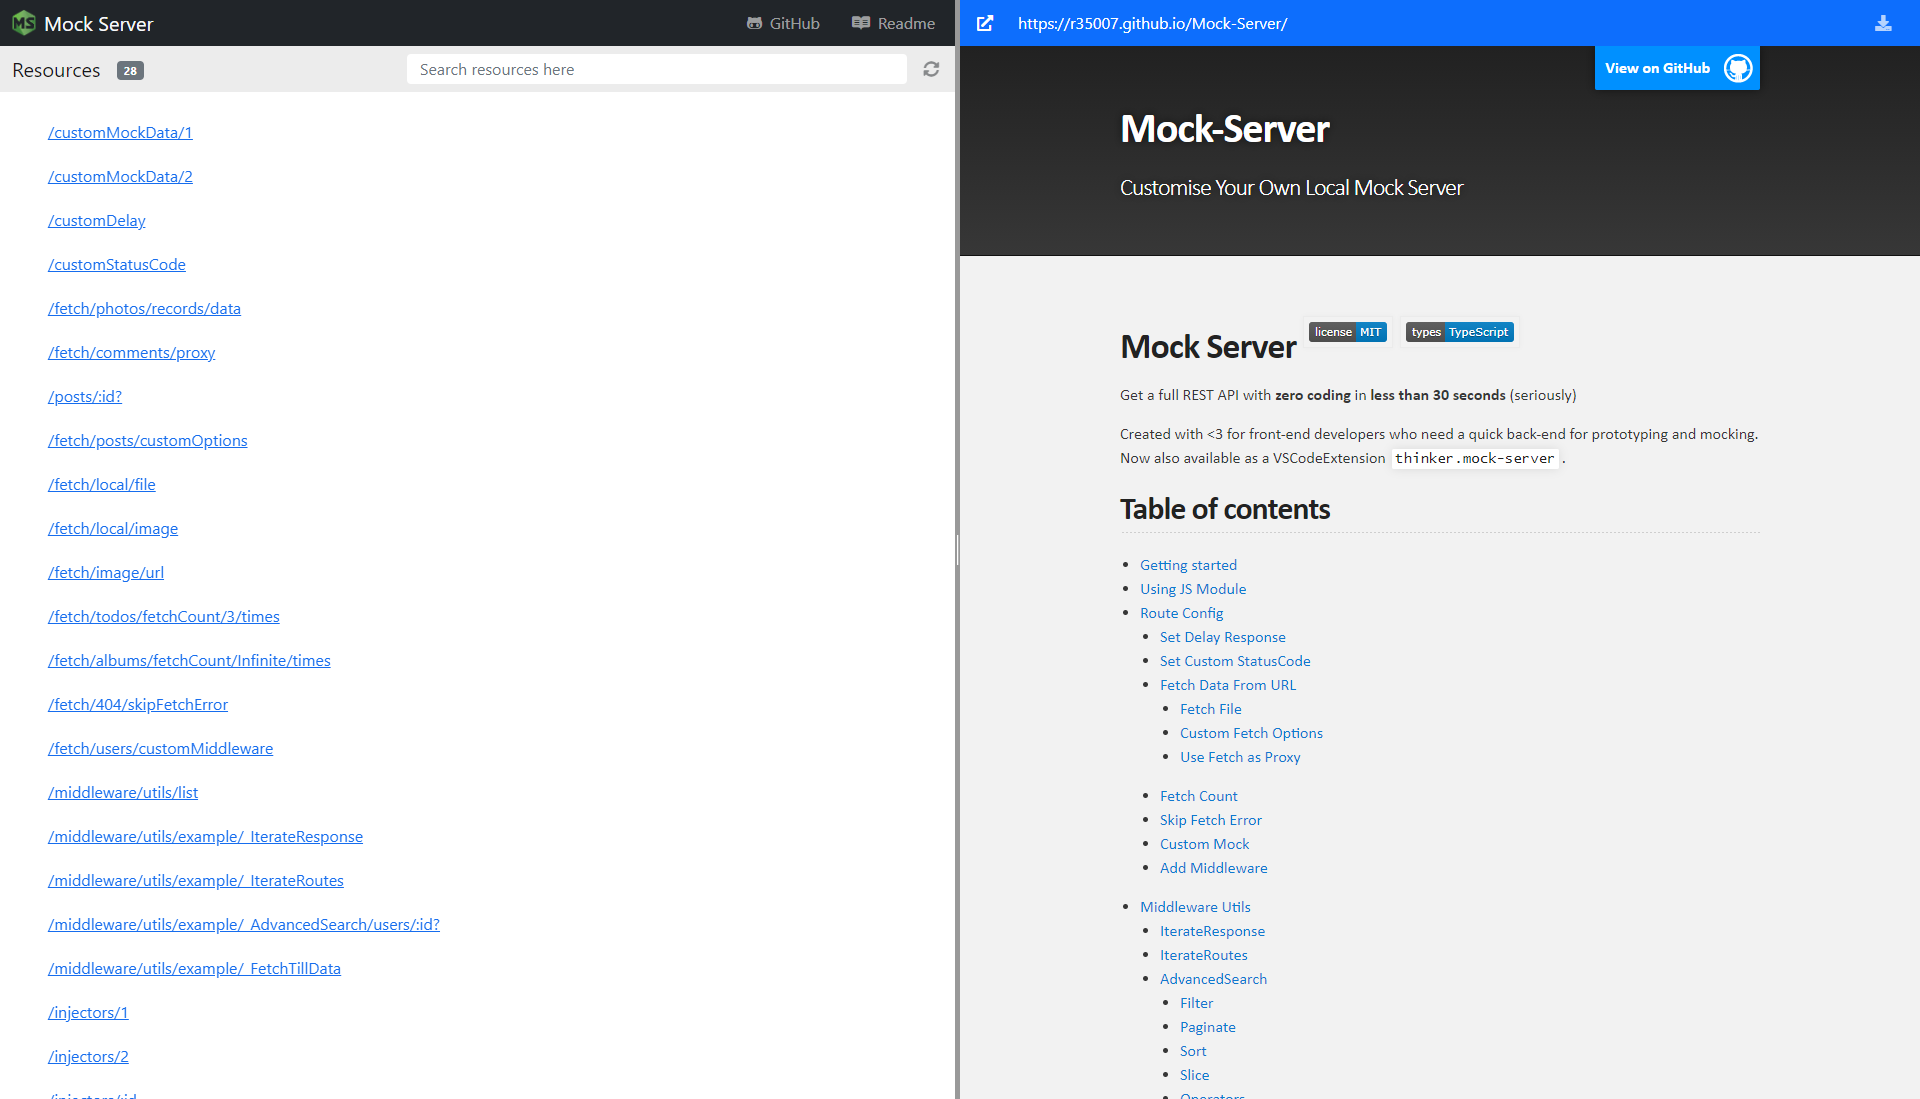 MS Mock Server
GitHub
Readme
Resources 28
Search resources here
/customMockData/1
/customMockData/2
/customDelay
/customStatusCode
/fetch/photos/records/data
/fetch/comments/proxy
/posts/:id?
/fetch/posts/customOptions
/fetch/local/file
/fetch/local/image
/fetch/image/url
/fetch/todos/fetchCount/3/times
/fetch/albums/fetchCount/Infinite/times
/fetch/404/skipFetchError
/fetch/users/customMiddleware
/middleware/utils/list
/middleware/utils/example/_IterateResponse
/middleware/utils/example/_IterateRoutes
/middleware/utils/example/_AdvancedSearch/users/:id?
/middleware/utils/example/_FetchTillData
/injectors/1
/injectors/2
/injectors/:id
https://r35007.github.io/Mock-Server/
View on GitHub
Mock-Server
Customise Your Own Local Mock Server
Mock Server license MIT types TypeScript
Get a full REST API with zero coding in less than 30 seconds (seriously)
Created with <3 for front-end developers who need a quick back-end for prototyping and mocking.
Now also available as a VSCodeExtension thinker.mock-server .
Table of contents
Getting started
Using JS Module
Route Config
Set Delay Response
Set Custom StatusCode
Fetch Data From URL
Fetch File
Custom Fetch Options
Use Fetch as Proxy
Fetch Count
Skip Fetch Error
Custom Mock
Add Middleware
Middleware Utils
IterateResponse
IterateRoutes
AdvancedSearch
Filter
Paginate
Sort
Slice
Operators